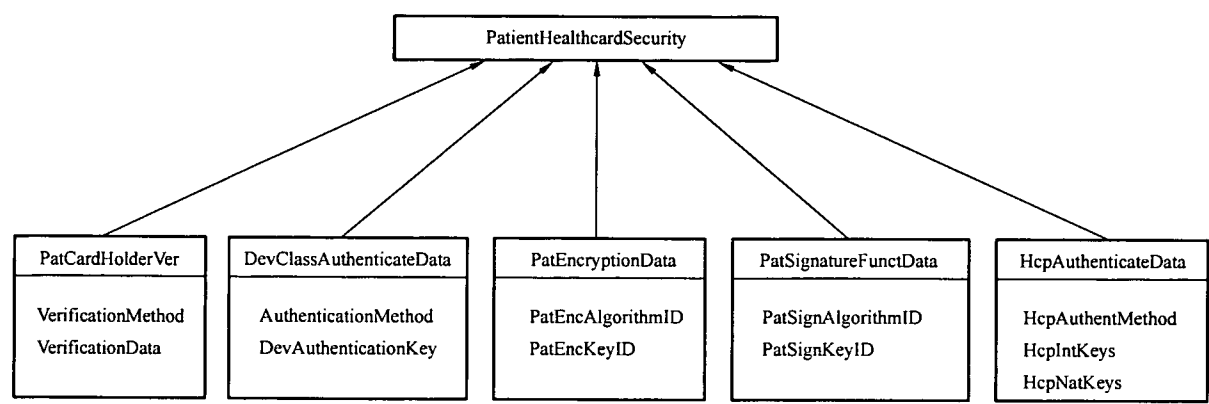 PatientHealthcardSecurity
PatCardHolderVer
VerificationMethod
VerificationData
DevClassAuthenticateData
AuthenticationMethod
DevAuthenticationKey
PatEncryptionData
PatEncAlgorithmID
PatEncKeyID
PatSignatureFunctData
PatSignAlgorithmID
PatSignKeyID
HcpAuthenticateData
HcpAuthentMethod
HcpIntKeys
HcpNatKeys